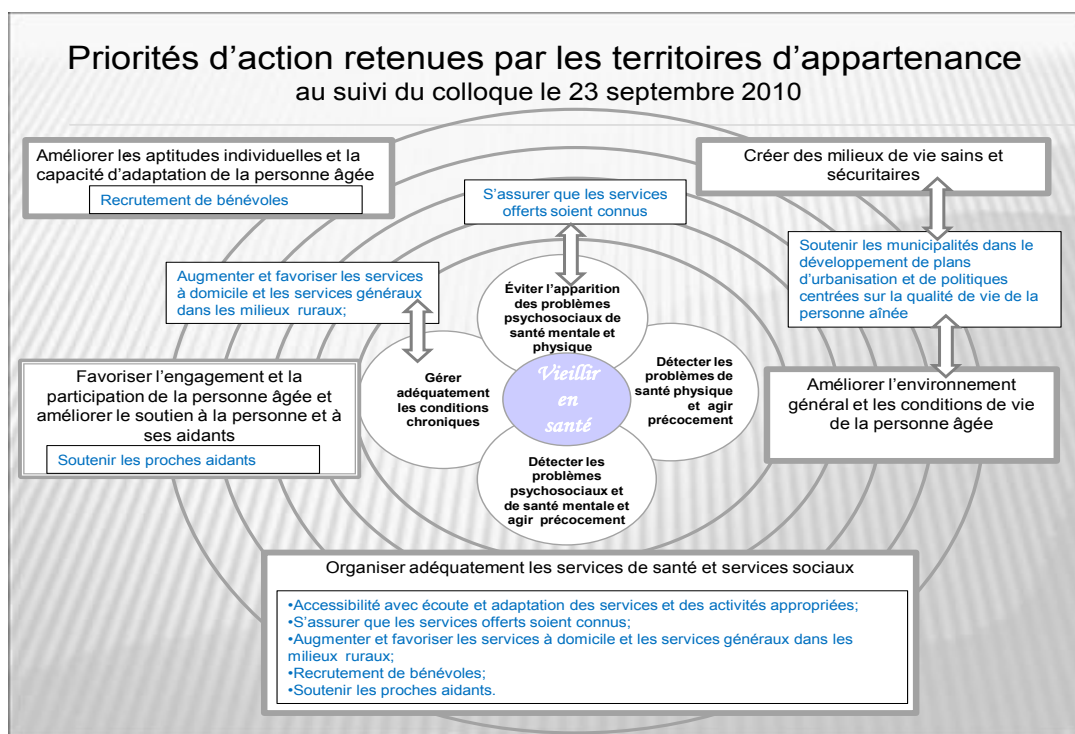 Priorités d'action retenues par les territoires d'appartenance
au suivi du colloque le 23 septembre 2010
Améliorer les aptitudes individuelles et la
capacité d'adaptation de la personne âgée
Recrutement de bénévoles
S'assurer que les services
offerts soient connus
Créer des milieux de vie sains et
sécuritaires
Augmenter et favoriser les services
à domicile et les services généraux
dans les milieux ruraux;
Soutenir les municipalités dans le
développement de plans
d'urbanisation et de politiques
centrées sur la qualité de vie de la
personne aînée
Éviter l'apparition
des problèmes
psychosociaux de
santé mentale et
physique
Gérer
adéquatement
les conditions
chroniques
Vieillir
en
santé
Détecter les
problèmes de
santé physique
et agir
précocement
Favoriser l'engagement et la
participation de la personne âgée et
améliorer le soutien à la personne et à
ses aidants
Soutenir les proches aidants
Améliorer l'environnement
général et les conditions de vie
de la personne âgée
Détecter les
problèmes
psychosociaux et
de santé mentale et
agir précocement
Organiser adéquatement les services de santé et services sociaux
•Accessibilité avec écoute et adaptation des services et des activités appropriées;
•S'assurer que les services offerts soient connus;
•Augmenter et favoriser les services à domicile et les services généraux dans les
milieux ruraux;
•Recrutement de bénévoles;
•Soutenir les proches aidants.